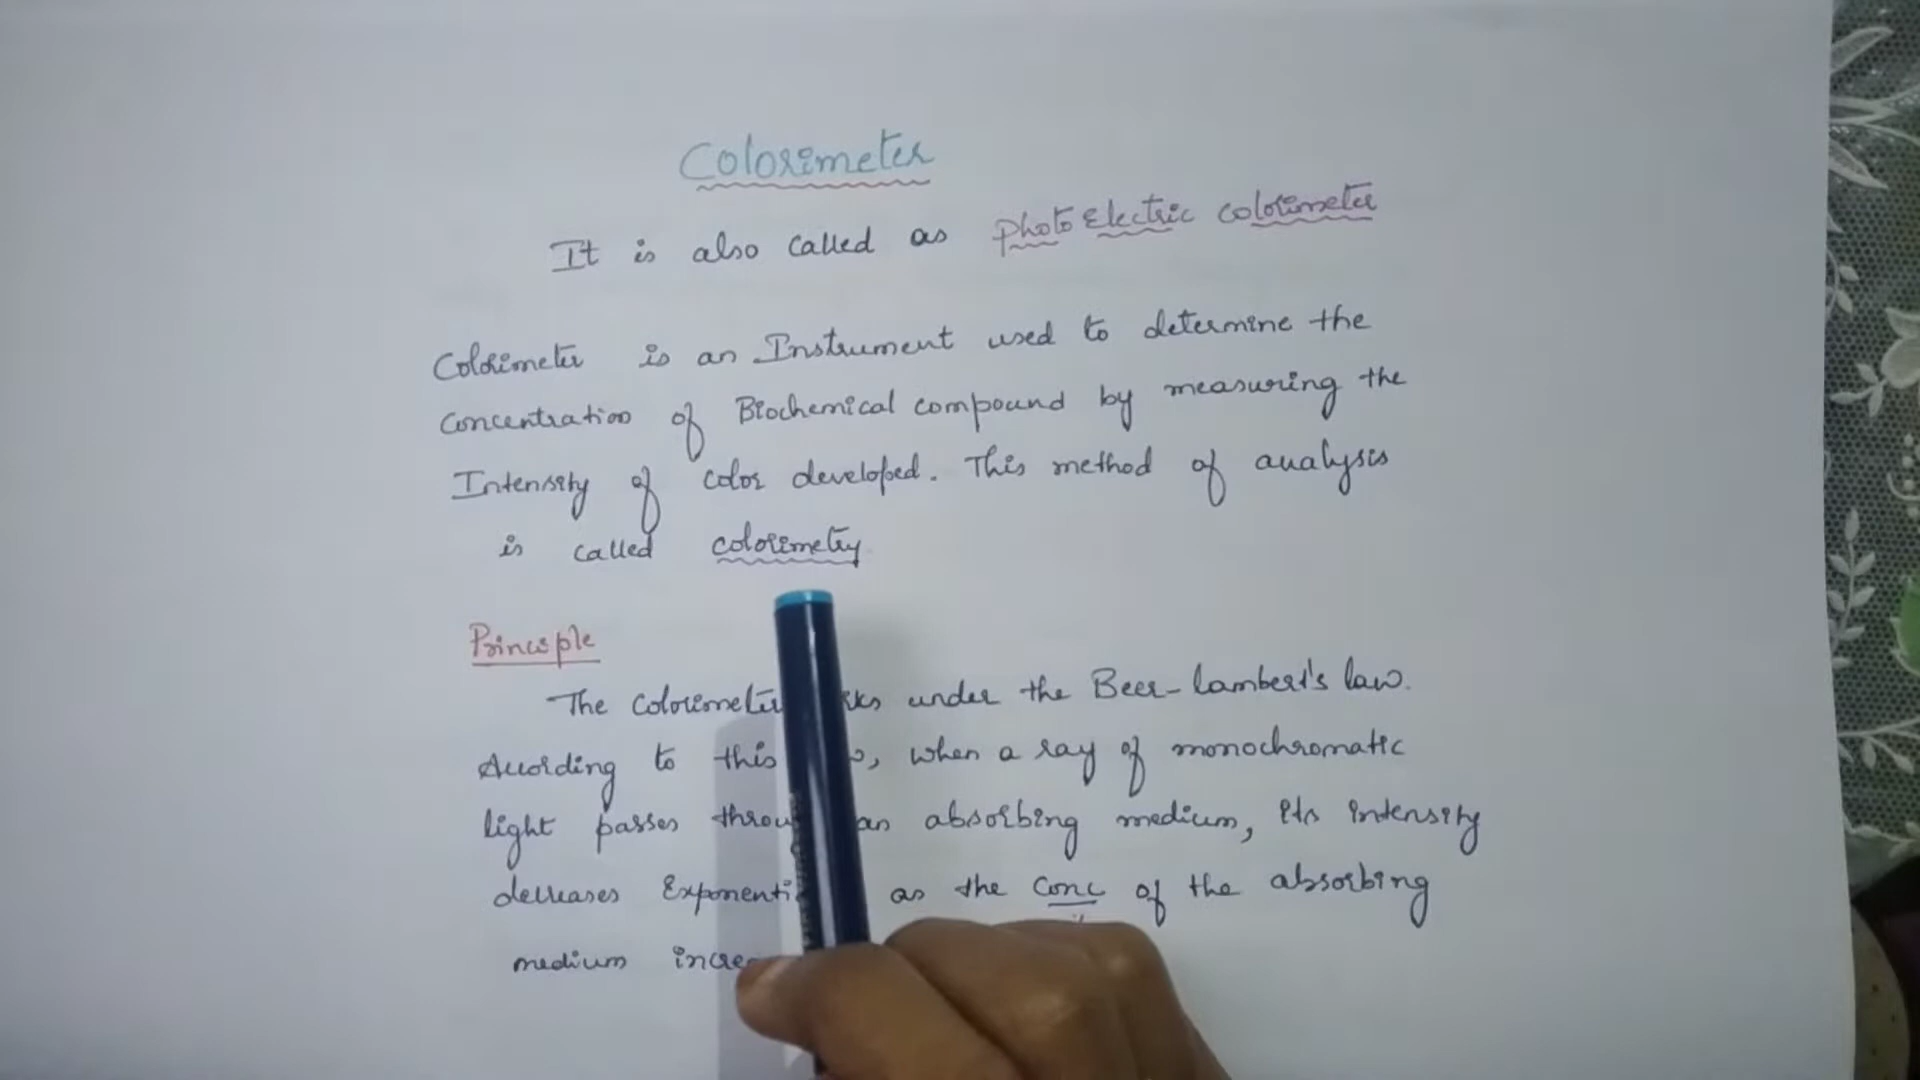 Colorimeter
It is also called as photo Electric colorimeter
Colorimeter is an Instrument used to determine the
concentration of Biochemical compound by measuring the
Intensity of color developed. This method of analysis
is called colorimetry
Principle
The colorimeter under the Beer-Lambert's law.
According to this when a ray of monochromatic
light passes an absorbing medium, its intensity
decreases as the conc of the absorbing
medium